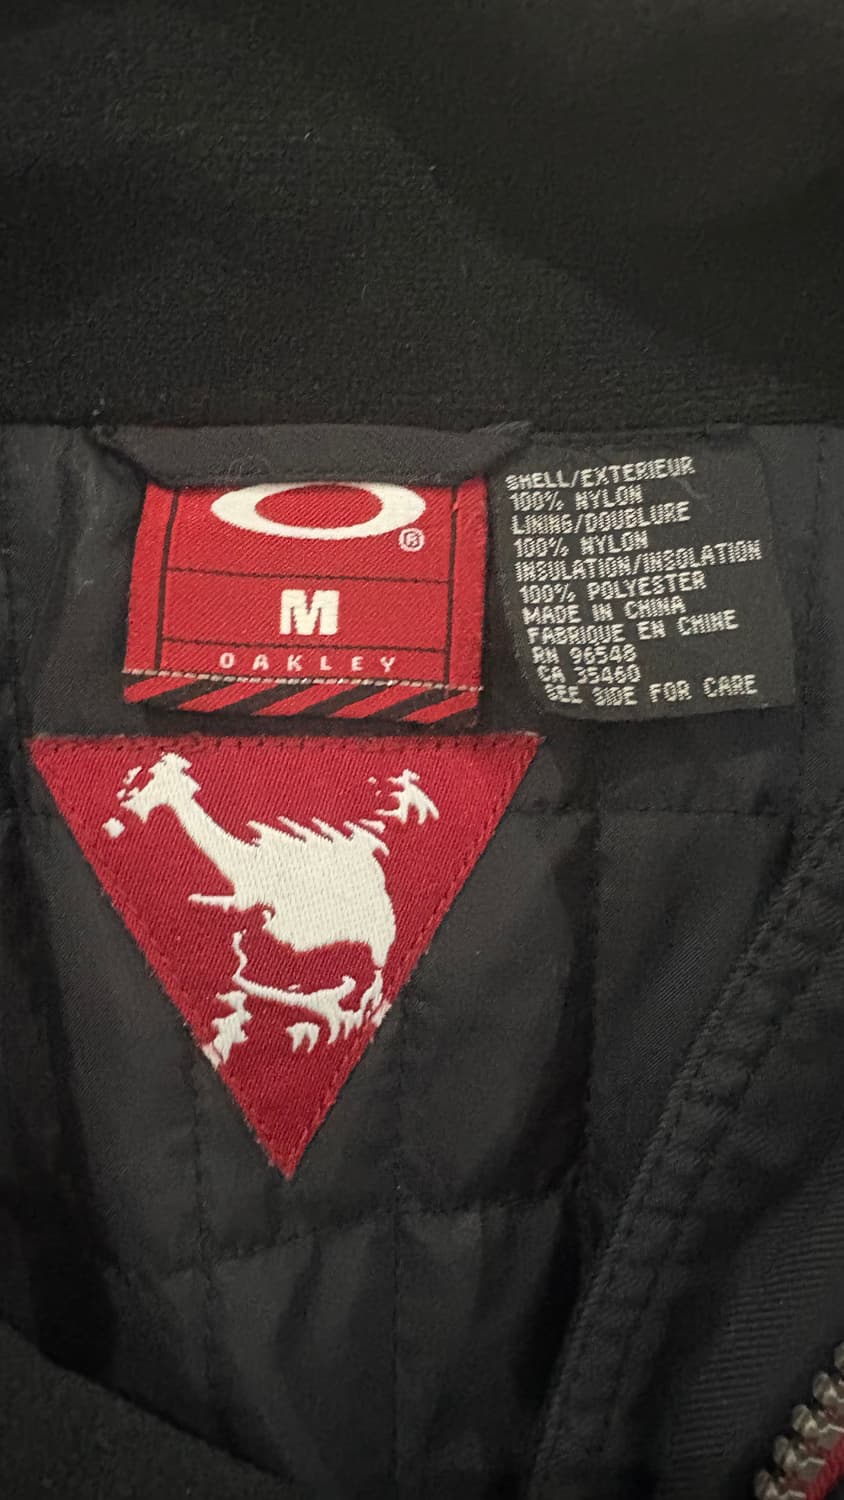 ®
M
OAKLEY
SHELL/EXTERIEUR
100% NYLON
LINING/DOUBLURE
100% NYLON
INSULATION/INSOLATION
100% POLYESTER
MADE IN CHINA
FABRIQUE EN CHINE
RN 96548
CA 35460
SEE SIDE FOR CARE